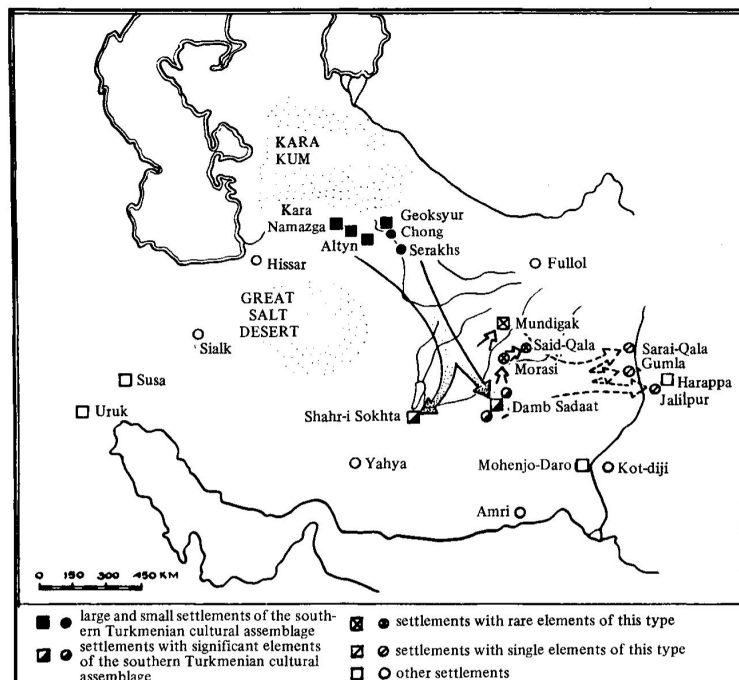 KARA
KUM
Kara
Namazga
Altyn
Geoksyur
Chong
Serakhs
Hissar
Fullol
GREAT
SALT
DESERT
Mundigak
Sialk
Said-Qala
Sarai-Qala
Morasi
Gumla
Susa
Harappa
Uruk
Jalilpur
Shahr-i Sokhta
Damb Sadaat
Yahya
Mohenjo-Daro
Kot-diji
Amri
0 150 300 450 KM
large and small settlements of the south-
ern Turkmenian cultural assemblage
settlements with significant elements
of the southern Turkmenian cultural
assemblage
settlements with rare elements of this type
settlements with single elements of this type
other settlements